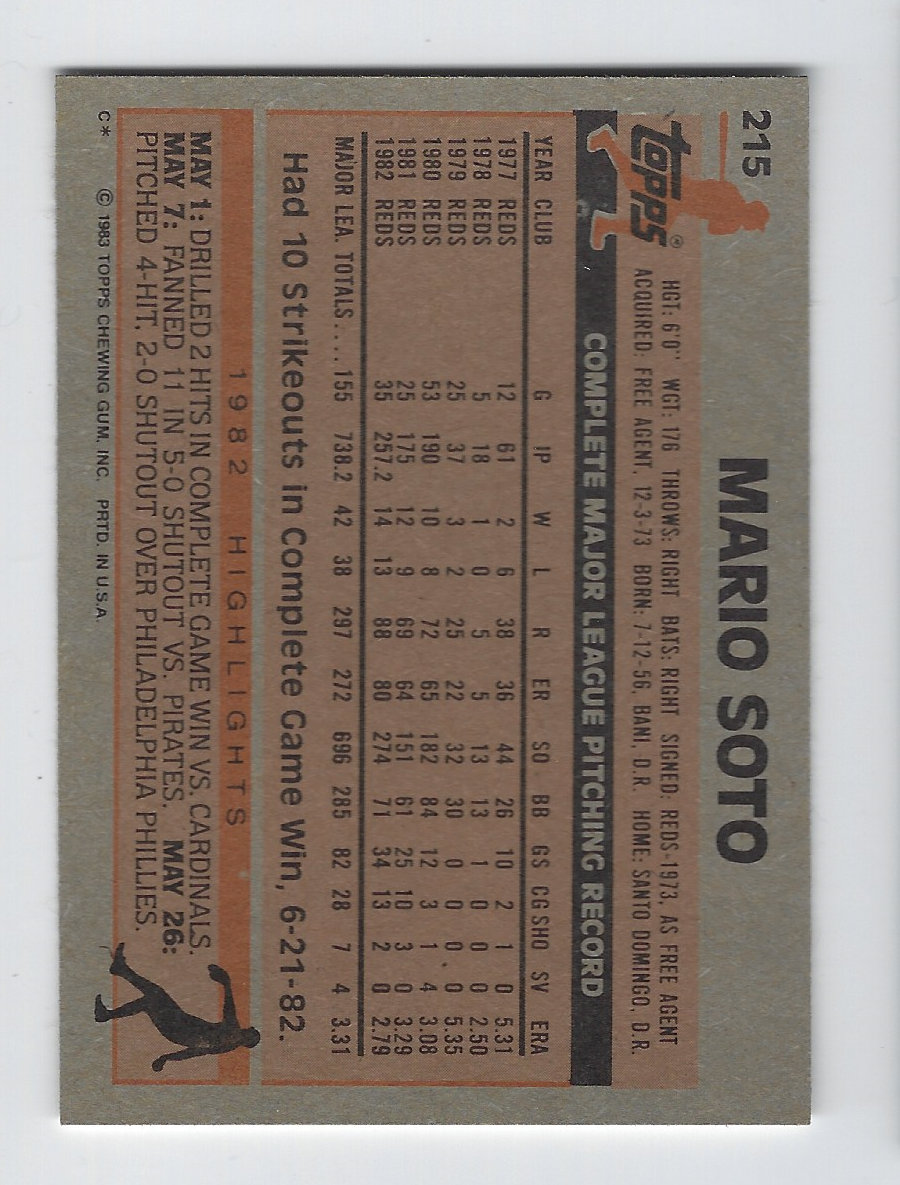 215
MARIO SOTO
Topps®
HGT: 6'0" WGT: 176 THROWS: RIGHT BATS: RIGHT SIGNED: REDS-1973, AS FREE AGENT
ACQUIRED: FREE AGENT, 12-3-73 BORN: 7-12-56, BANI, D.R. HOME: SANTO DOMINGO, D.R.
COMPLETE MAJOR LEAGUE PITCHING RECORD
YEAR CLUB G IP W L R ER SO BB GS CG SHO SV ERA
1977 REDS 12 61 2 6 38 36 44 26 10 2 1 0 5.31
1978 REDS 5 18 1 0 5 5 13 13 1 0 0 0 2.50
1979 REDS 25 37 3 2 25 22 32 30 0 0 0 0 5.35
1980 REDS 53 190 10 8 72 65 182 84 12 3 1 4 3.08
1981 REDS 25 175 12 9 69 64 151 61 25 10 3 0 3.29
1982 REDS 35 257.2 14 13 88 80 274 71 34 13 2 0 2.79
MAJOR LEA. TOTALS.... 155 738.2 42 38 297 272 696 285 82 28 7 4 3.31
Had 10 Strikeouts in Complete Game Win, 6-21-82.
1982 HIGHLIGHTS
MAY 1: DRILLED 2 HITS IN COMPLETE GAME WIN VS. CARDINALS.
MAY 7: FANNED 11 IN 5-0 SHUTOUT VS. PIRATES. MAY 26:
PITCHED 4-HIT, 2-0 SHUTOUT OVER PHILADELPHIA PHILLIES.
C* © 1983 TOPPS CHEWING GUM, INC. PRTD. IN U.S.A.